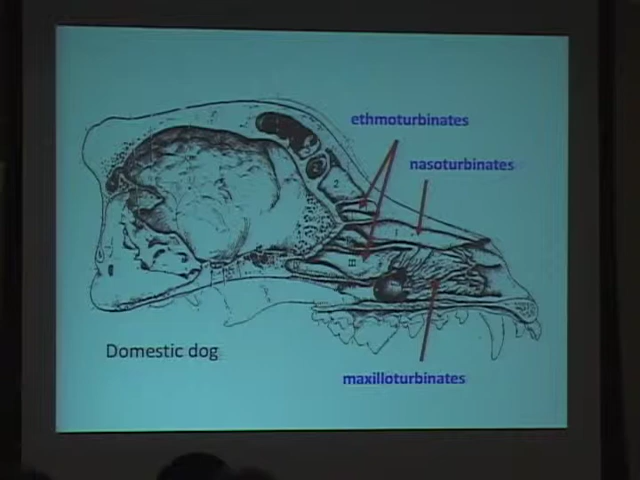 ethmoturbinates
nasoturbinates
Domestic dog
maxilloturbinates